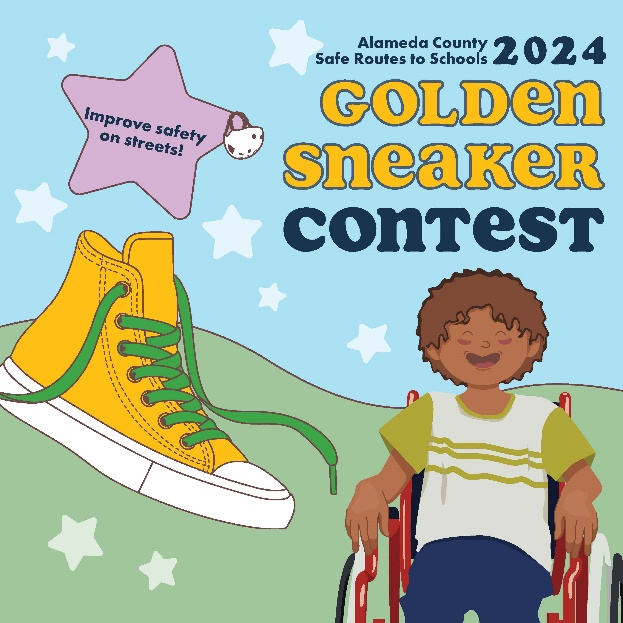 Alameda County
Safe Routes to Schools 2024
GOLDEN
SNEAKER
CONTEST
Improve safety
on streets!